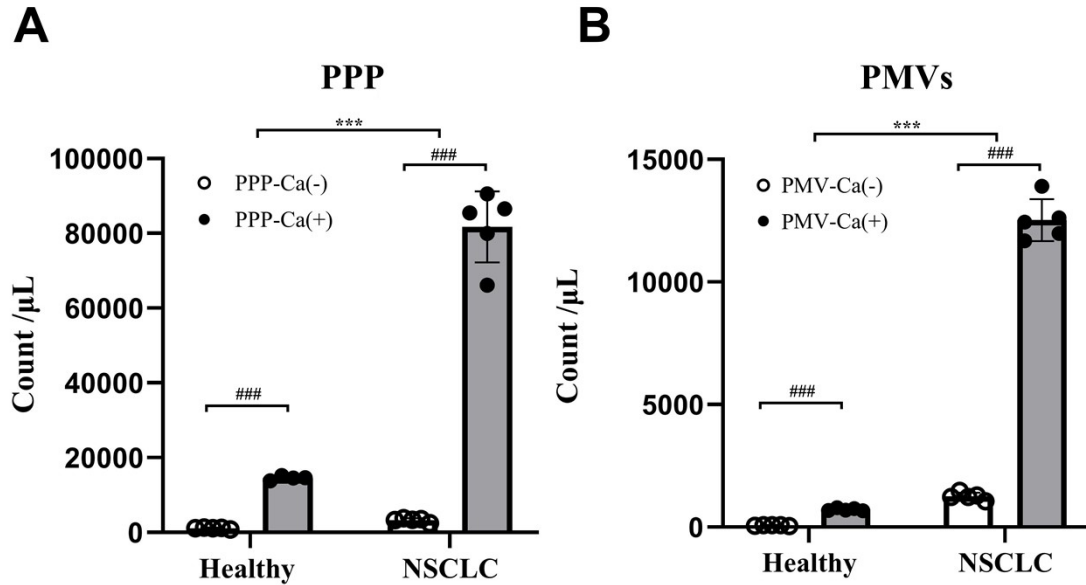 A
PPP
***
###
100000
80000
60000
40000
20000
0
Count /μL
PPP-Ca(-)
PPP-Ca(+)
###
Healthy
NSCLC
B
PMVs
***
###
15000
10000
5000
0
Count /μL
PMV-Ca(-)
PMV-Ca(+)
###
Healthy
NSCLC